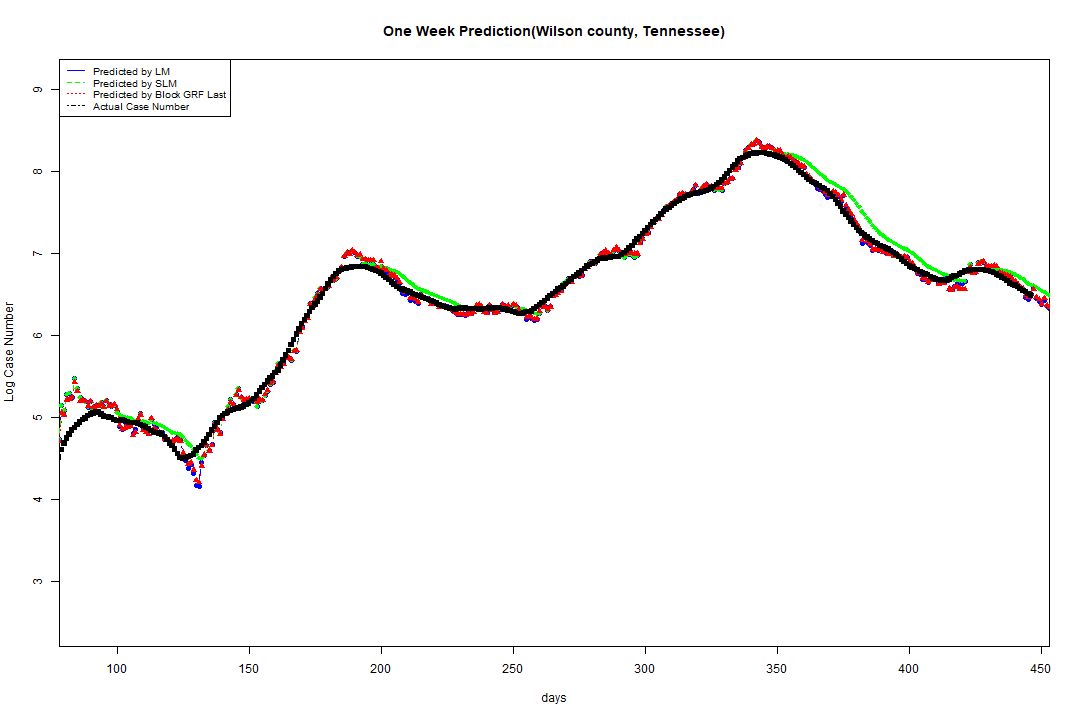 One Week Prediction(Wilson county, Tennessee)
Predicted by LM
Predicted by SLM
Predicted by Block GRF Last
Actual Case Number
9
8
7
6
5
4
3
Log Case Number
100 150 200 250 300 350 400 450
days